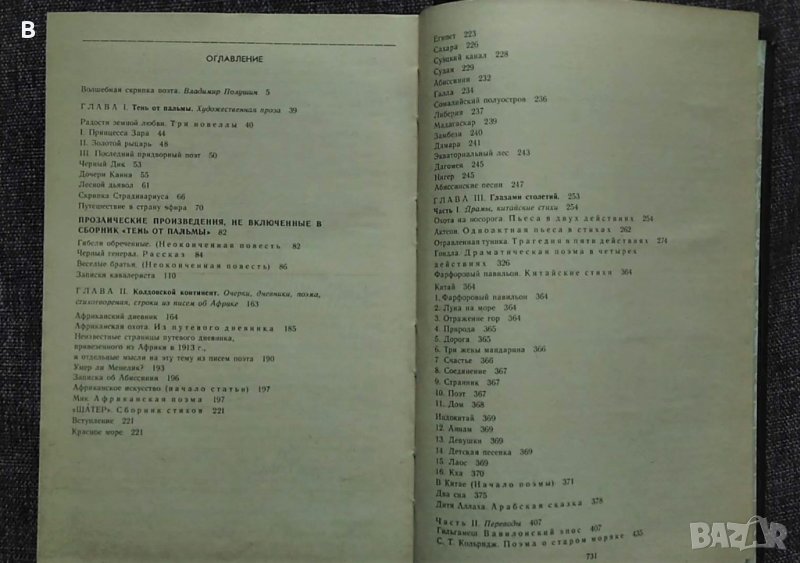 B
ОГЛАВЛЕНИЕ
Волшебная скрипка поэта. Владимир Полушин 5
ГЛАВА I. Тень от пальмы. Художественная проза 39
Радости земной любви. Три новеллы 40
I. Принцесса Зара 44
II. Золотой рыцарь 48
III. Последний придворный поэт 50
Черный Дик 53
Дочери Каина 55
Лесной дьявол 61
Скрипка Страдивариуса 66
Путешествие в страну эфира 70
ПРОЗАИЧЕСКИЕ ПРОИЗВЕДЕНИЯ, НЕ ВКЛЮЧЕННЫЕ В
СБОРНИК «ТЕНЬ ОТ ПАЛЬМЫ» 82
Гибели обреченные. (Неоконченная повесть 82
Черный генерал. Рассказ 84
Веселые братья. (Неоконченная повесть) 86
Записки кавалериста 110
ГЛАВА II. Колдовской континент. Очерки, дневники, поэма,
стихотворения, строки из писем об Африке 163
Африканский дневник 164
Африканская охота. Из путевого дневника 185
Неизвестные страницы путевого дневника,
привезенного из Африки в 1913 г.,
и отдельные мысли на эту тему из писем поэта 190
Умер ли Менелик? 193
Записка об Абиссинии 196
Африканское искусство (начало статьи) 197
Мик Африканская поэма 197
«ШАТЕР». Сборник стихов 221
Вступление 221
Красное море 221
Египет 223
Сахара 226
Суэцкий канал 228
Судан 229
Абиссиния 232
Галла 234
Сомалийский полуостров 236
Либерия 237
Мадагаскар 239
Замбези 240
Дамара 241
Экваториальный лес 243
Дагомея 245
Нигер 245
Абиссинские песни 247
ГЛАВА III. Глазами столетий. 253
Часть I. Драмы, китайские стихи 254
Охота на носорога. Пьеса в двух действиях 254
Актеон. Одноактная пьеса в стихах 262
Отравленная туника. Трагедия в пяти действиях 274
Гондла. Драматическая поэма в четырех
действиях 326
Фарфоровый павильон. Китайские стихи 364
Китай 364
1. Фарфоровый павильон 364
2. Луна на море 364
3. Отражение гор 364
4. Природа 365
5. Дорога 365
6. Три жены мандарина 366
7. Счастье 366
8. Соединение 367
9. Странник 367
10. Поэт 367
11. Дом 368
Индокитай 369
12. Аннам 369
13. Девушки 369
14. Детская песенка 369
15. Лаос 369
16. Кха 370
В Китае (Начало поэмы) 371
Два сна 375
Дитя Аллаха. Арабская сказка 378
Часть II. Переводы 407
Гильгамеш Вавилонский эпос 407
С. Т. Кольридж. Поэма о старом моряке 435
731
BAZAR